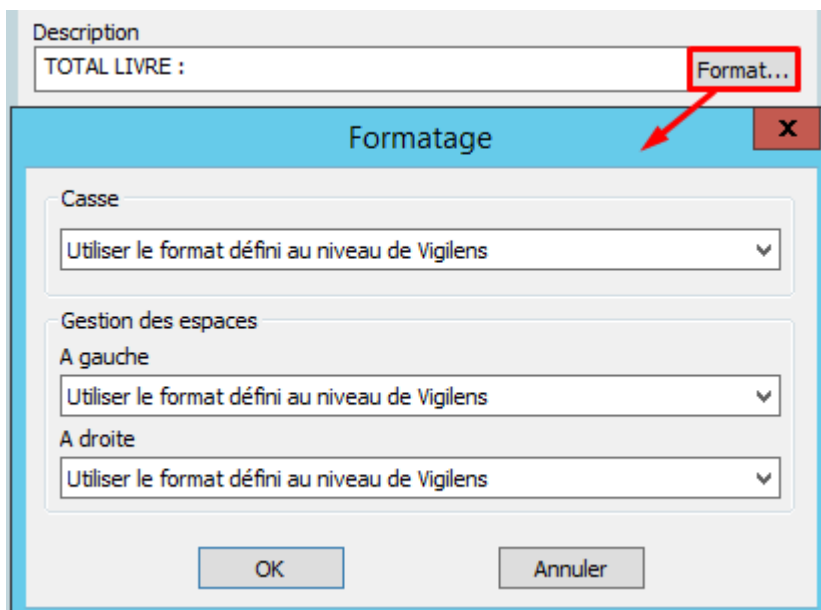 Description
TOTAL LIVRE :
Format...
Formatage
x
Casse
Utiliser le format défini au niveau de Vigilens
Gestion des espaces
A gauche
Utiliser le format défini au niveau de Vigilens
A droite
Utiliser le format défini au niveau de Vigilens
OK
Annuler